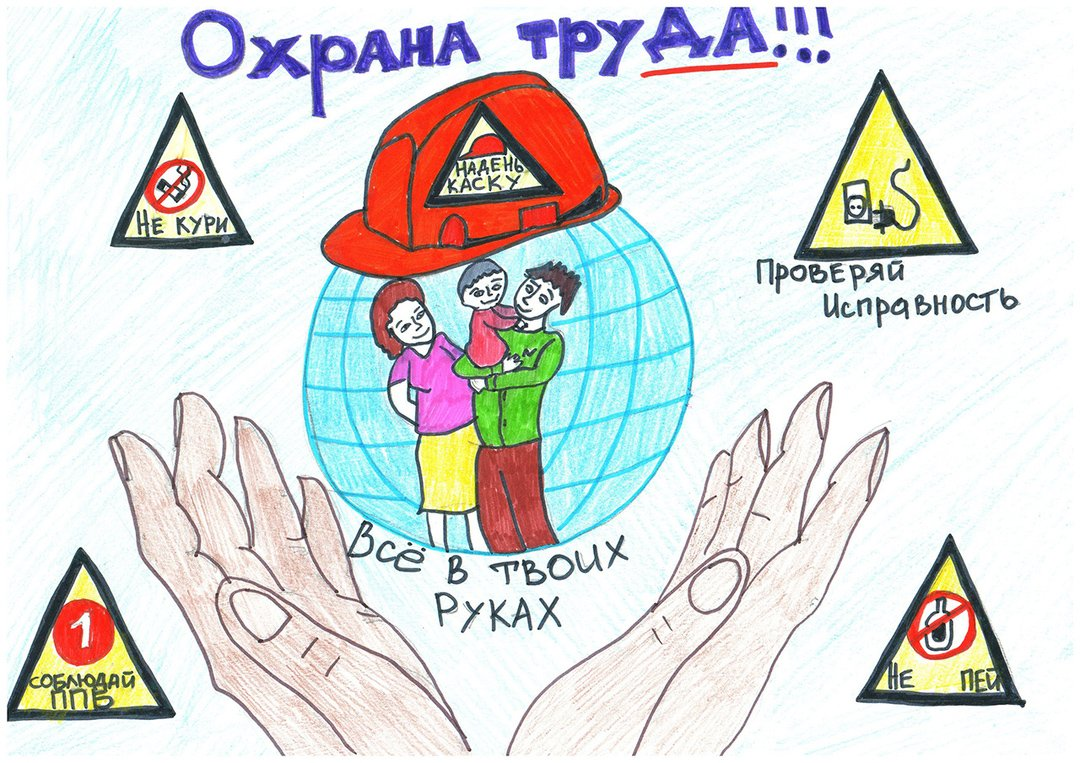 Охрана труДА!!!
НАДЕНЬ
КАСКУ
НЕ КУРИ
Проверяй
Исправность
Всё в твоих
руках
1
СОБЛЮДАЙ
ППБ
НЕ ПЕЙ